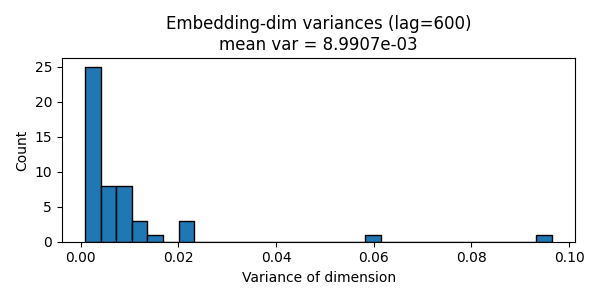 Embedding-dim variances (lag=600)
mean var = 8.9907e-03
Count
25
20
15
10
5
0
0.00 0.02 0.04 0.06 0.08 0.10
Variance of dimension